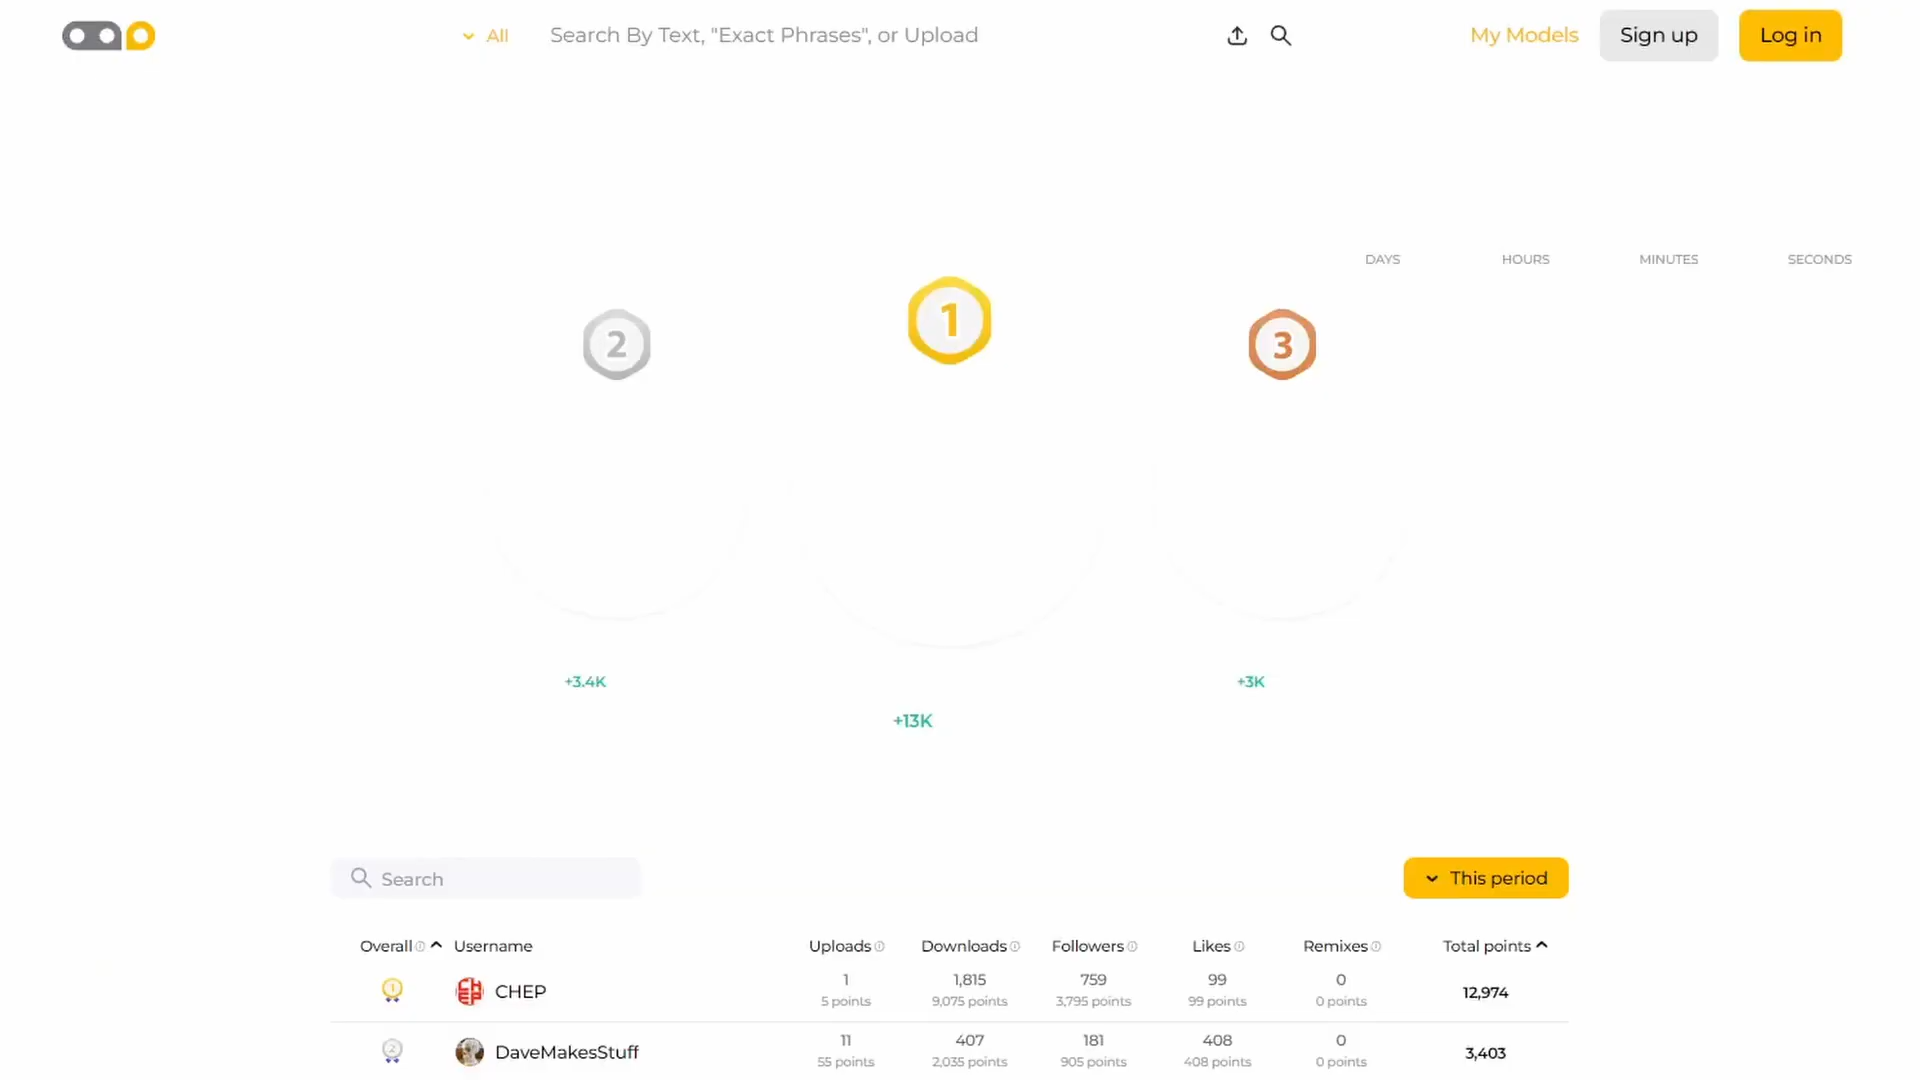 All
Search By Text, "Exact Phrases", or Upload
My Models
Sign up
Log in
DAYS
HOURS
MINUTES
SECONDS
1
2
3
+3.4K
+3K
+13K
Search
This period
Overall Username Uploads Downloads Followers Likes Remixes Total points
1 CHEP 1 1,815 759 99 0 12,974
5 points 9,075 points 3,795 points 99 points 0 points
2 DaveMakesStuff 11 407 181 408 0 3,403
55 points 2,035 points 905 points 408 points 0 points